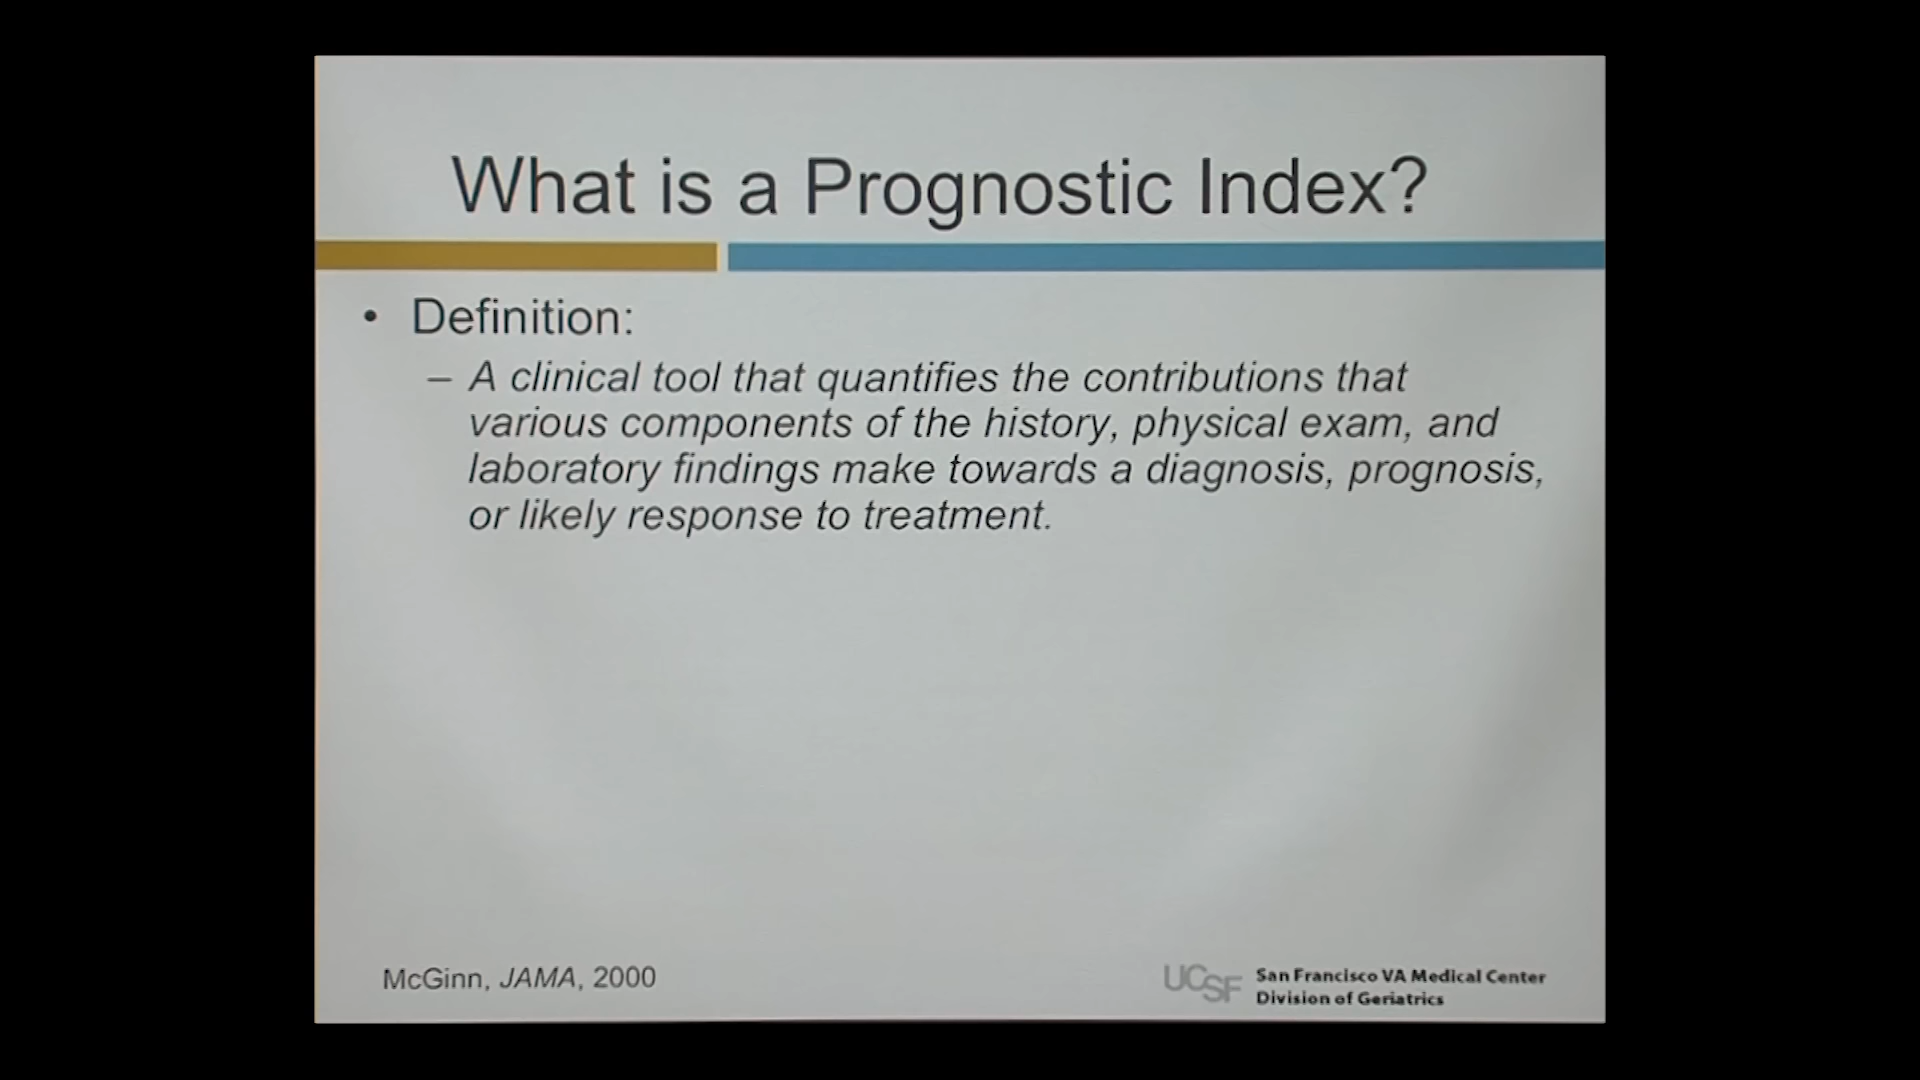 What is a Prognostic Index?
• Definition:
– A clinical tool that quantifies the contributions that
various components of the history, physical exam, and
laboratory findings make towards a diagnosis, prognosis,
or likely response to treatment.
McGinn, JAMA, 2000
UCSF San Francisco VA Medical Center
Division of Geriatrics